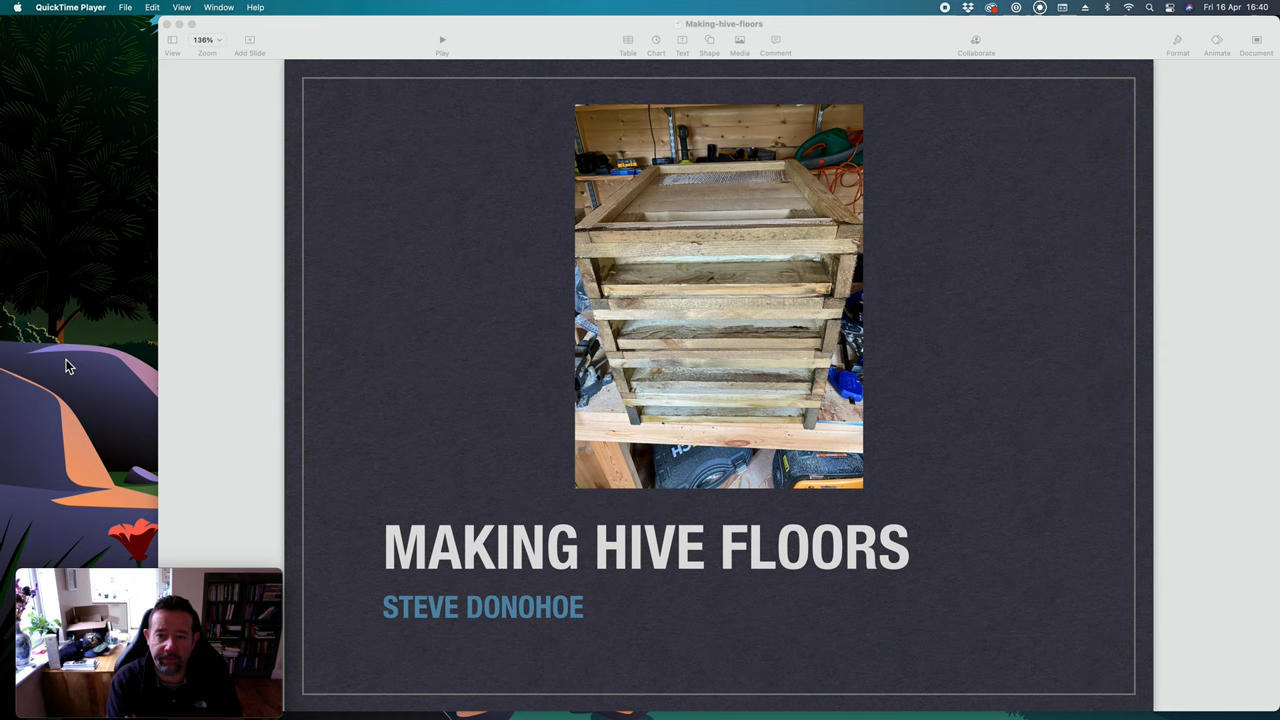 QuickTime Player File Edit View Window Help
Fri 16 Apr 16:40
Making-hive-floors
136%
View Zoom Add Slide Play Table Chart Text Shape Media Comment Collaborate Format Animate Document
MAKING HIVE FLOORS
STEVE DONOHOE